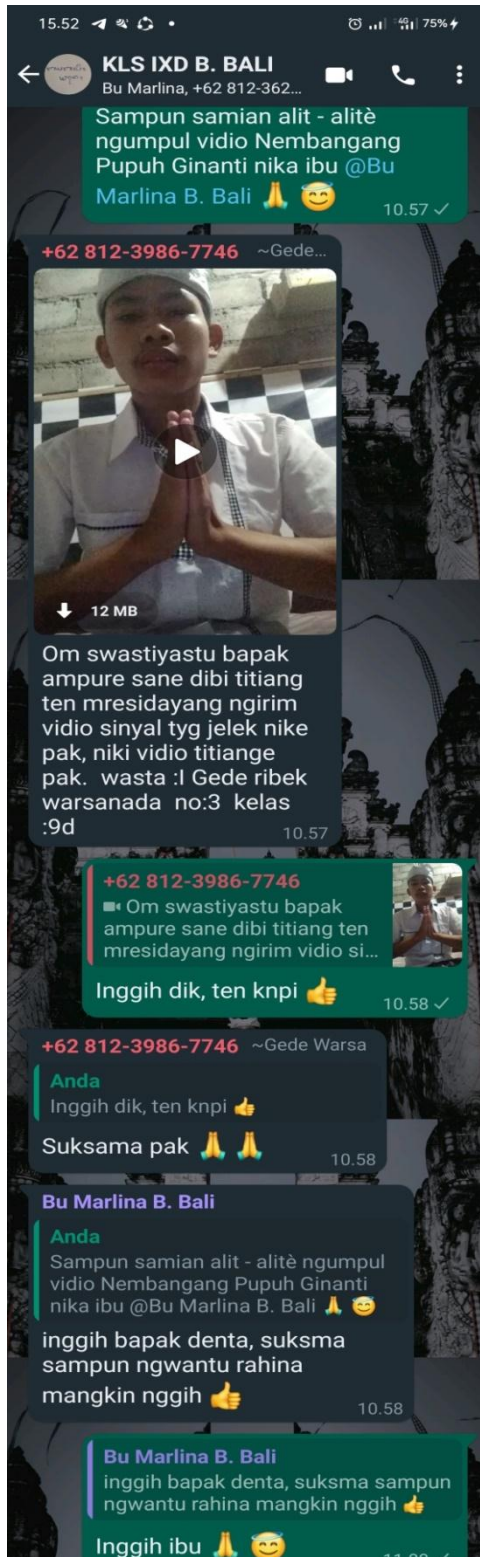 15.52
4G 75%
KLS IXD B. BALI
Bu Marlina, +62 812-362...
Sampun samian alit - alitè
ngumpul vidio Nembangang
Pupuh Ginanti nika ibu @Bu
Marlina B. Bali 🙏 😇
10.57
+62 812-3986-7746 ~Gede...
12 MB
Om swastiyastu bapak
ampure sane dibi titiang
ten mresidayang ngirim
vidio sinyal tyg jelek nike
pak, niki vidio titiange
pak. wasta :I Gede ribek
warsanada no:3 kelas
:9d
10.57
+62 812-3986-7746
Om swastiyastu bapak
ampure sane dibi titiang ten
mresidayang ngirim vidio si...
Inggih dik, ten knpi 👍
10.58
+62 812-3986-7746 ~Gede Warsa
Anda
Inggih dik, ten knpi 👍
Suksama pak 🙏 🙏
10.58
Bu Marlina B. Bali
Anda
Sampun samian alit - alitè ngumpul
vidio Nembangang Pupuh Ginanti
nika ibu @Bu Marlina B. Bali 🙏 😇
inggih bapak denta, suksma
sampun ngwantu rahina
mangkin nggih 👍
10.58
Bu Marlina B. Bali
inggih bapak denta, suksma sampun
ngwantu rahina mangkin nggih 👍
Inggih ibu 🙏 😇